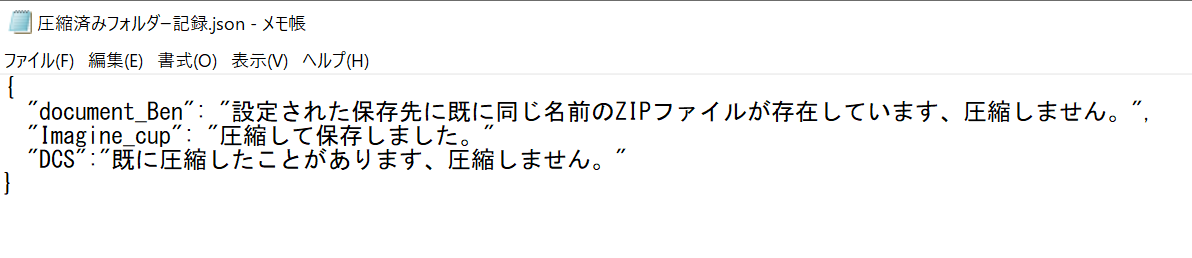 圧縮済みフォルダー記録.json - メモ帳
ファイル(F) 編集(E) 書式(O) 表示(V) ヘルプ(H)
{
"document_Ben": "設定された保存先に既に同じ名前のZIPファイルが存在しています、圧縮しません。",
"Imagine_cup": "圧縮して保存しました。"
"DCS":"既に圧縮したことがあります、圧縮しません。"
}